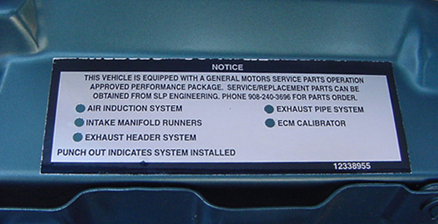 NOTICE
THIS VEHICLE IS EQUIPPED WITH A GENERAL MOTORS SERVICE PARTS OPERATION
APPROVED PERFORMANCE PACKAGE. SERVICE/REPLACEMENT PARTS CAN BE
OBTAINED FROM SLP ENGINEERING. PHONE 908-240-3696 FOR PARTS ORDER.
AIR INDUCTION SYSTEM
EXHAUST PIPE SYSTEM
INTAKE MANIFOLD RUNNERS
ECM CALIBRATOR
EXHAUST HEADER SYSTEM
PUNCH OUT INDICATES SYSTEM INSTALLED
12338955